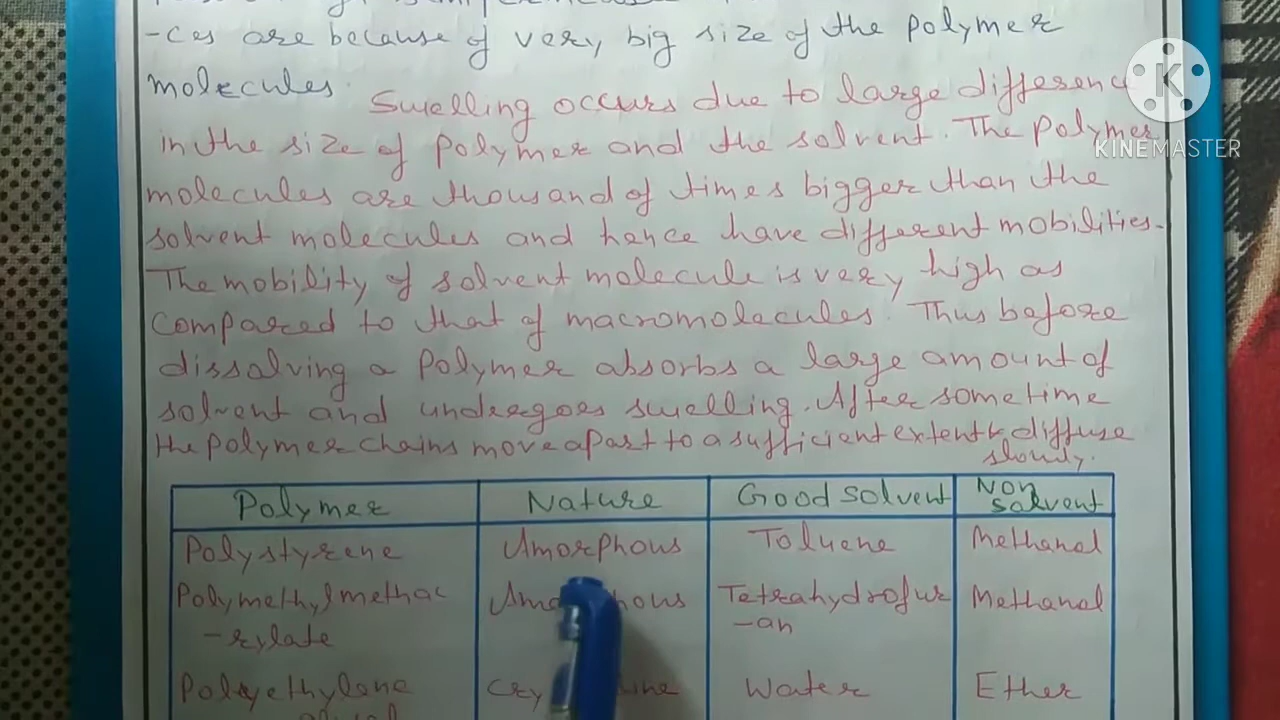 -ces are because of very big size of the polymer
molecules.
Swelling occurs due to large differenc
in the size of polymer and the solvent. The polymer
molecules are thousand of times bigger than the
solvent molecules and hence have different mobilities.
The mobility of solvent molecule is very high as
compared to that of macromolecules. Thus before
dissolving a polymer absorbs a large amount of
solvent and undergoes swelling. After sometime
the polymer chains move apart to a sufficient extent & diffuse
slowly.
Polymer Nature Good solvent Non solvent
Polystyrene Amorphous Toluene Methanol
Polymethylmethac Tetrahydrofur Methanol
-rylate -an
Polyethylene Water Ether
K
KINEMASTER